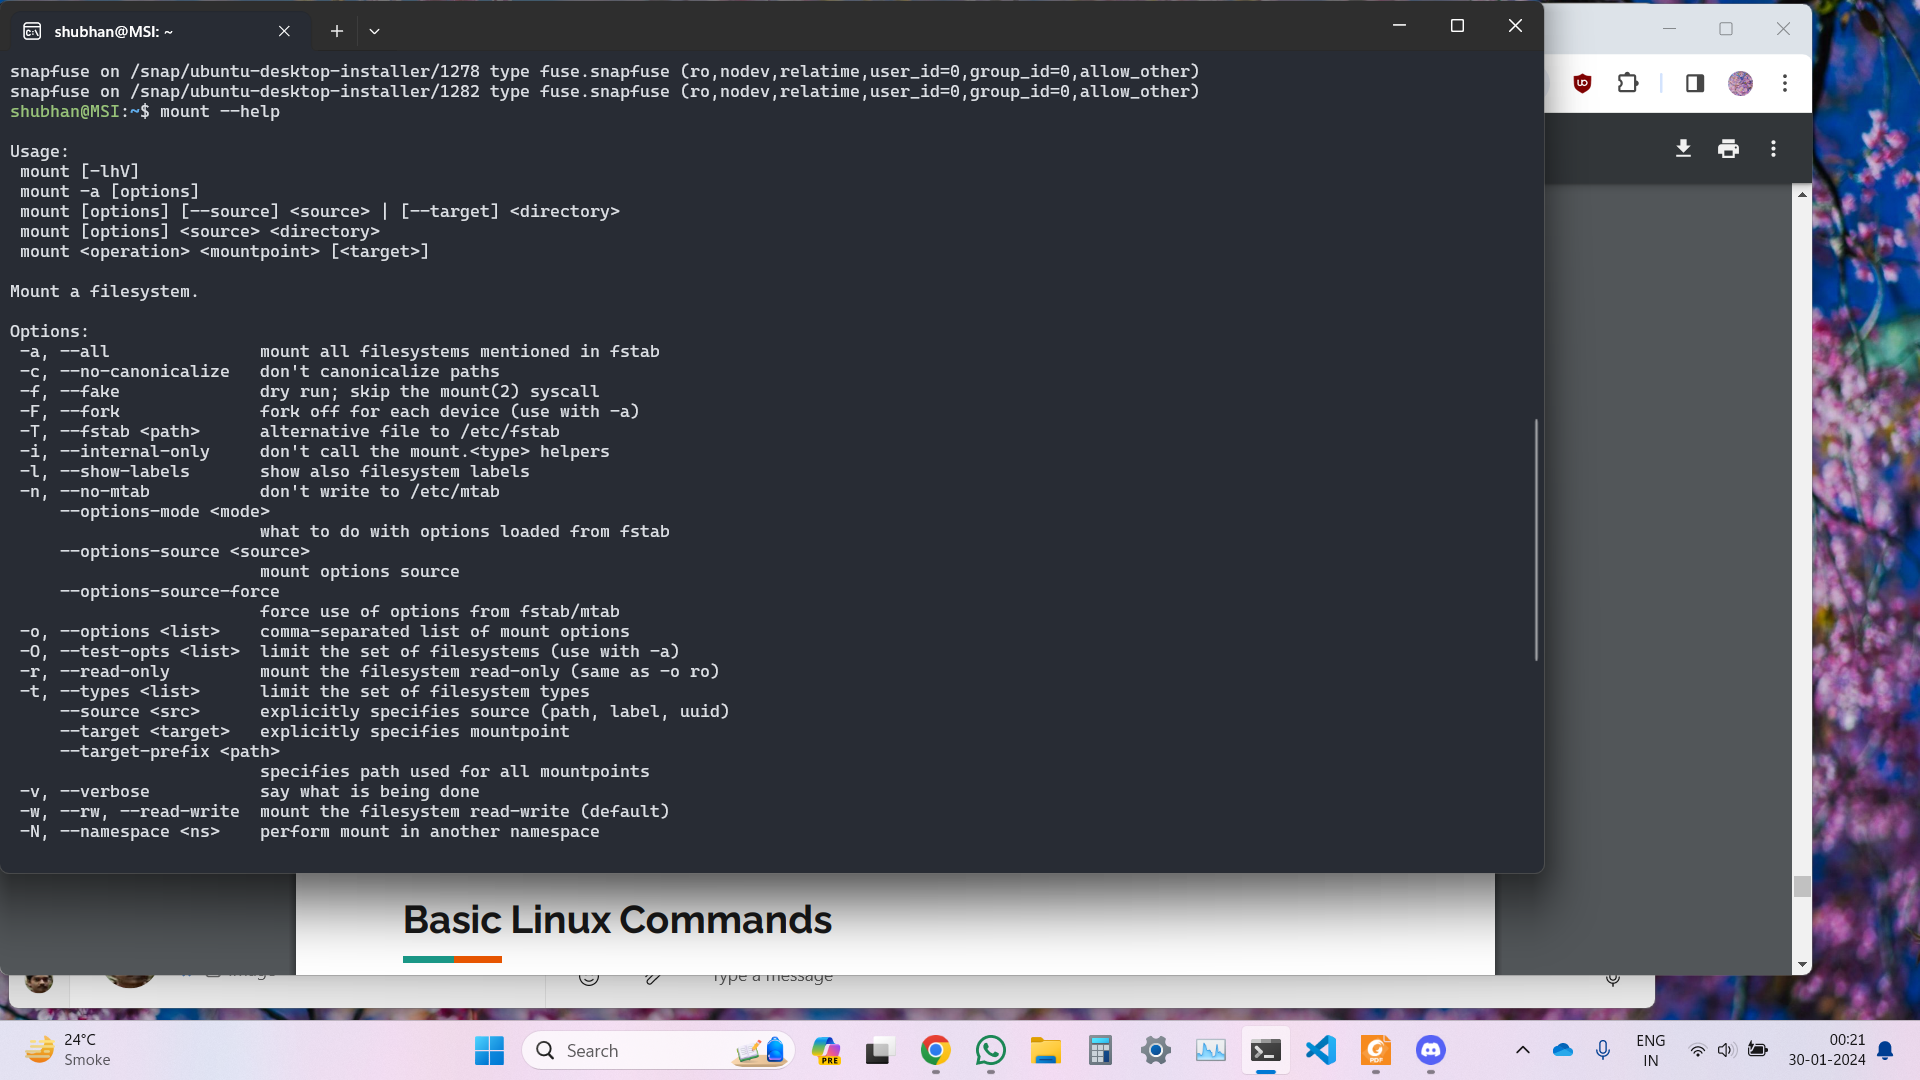 shubhan@MSI: ~
snapfuse on /snap/ubuntu-desktop-installer/1278 type fuse.snapfuse (ro,nodev,relatime,user_id=0,group_id=0,allow_other)
snapfuse on /snap/ubuntu-desktop-installer/1282 type fuse.snapfuse (ro,nodev,relatime,user_id=0,group_id=0,allow_other)
shubhan@MSI:~$ mount --help

Usage:
 mount [-lhV]
 mount -a [options]
 mount [options] [--source] <source> | [--target] <directory>
 mount [options] <source> <directory>
 mount <operation> <mountpoint> [<target>]

Mount a filesystem.

Options:
 -a, --all               mount all filesystems mentioned in fstab
 -c, --no-canonicalize   don't canonicalize paths
 -f, --fake              dry run; skip the mount(2) syscall
 -F, --fork              fork off for each device (use with -a)
 -T, --fstab <path>      alternative file to /etc/fstab
 -i, --internal-only     don't call the mount.<type> helpers
 -l, --show-labels       show also filesystem labels
 -n, --no-mtab           don't write to /etc/mtab
     --options-mode <mode>
                         what to do with options loaded from fstab
     --options-source <source>
                         mount options source
     --options-source-force
                         force use of options from fstab/mtab
 -o, --options <list>    comma-separated list of mount options
 -O, --test-opts <list>  limit the set of filesystems (use with -a)
 -r, --read-only         mount the filesystem read-only (same as -o ro)
 -t, --types <list>      limit the set of filesystem types
     --source <src>      explicitly specifies source (path, label, uuid)
     --target <target>   explicitly specifies mountpoint
     --target-prefix <path>
                         specifies path used for all mountpoints
 -v, --verbose           say what is being done
 -w, --rw, --read-write  mount the filesystem read-write (default)
 -N, --namespace <ns>    perform mount in another namespace
Basic Linux Commands
Type a message
24°C
Smoke
Search
PRE
PDF
ENG
IN
00:21
30-01-2024